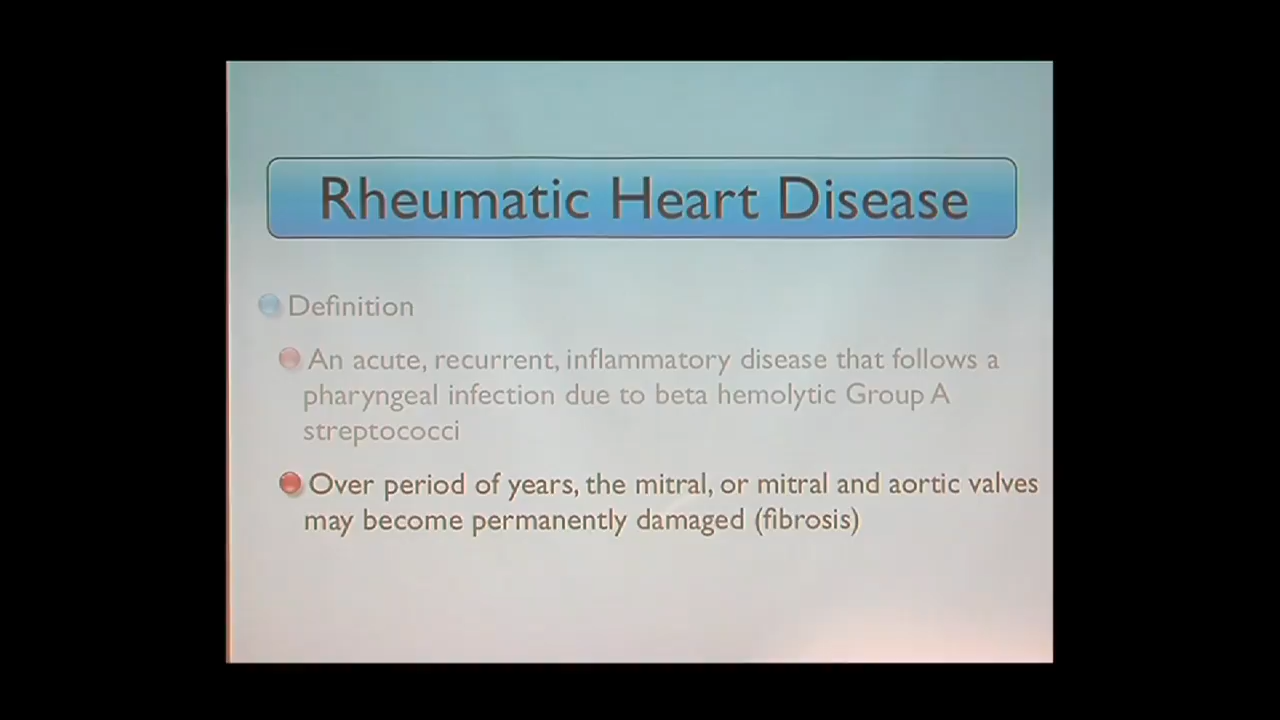 Rheumatic Heart Disease
Definition
An acute, recurrent, inflammatory disease that follows a
pharyngeal infection due to beta hemolytic Group A
streptococci
Over period of years, the mitral, or mitral and aortic valves
may become permanently damaged (fibrosis)